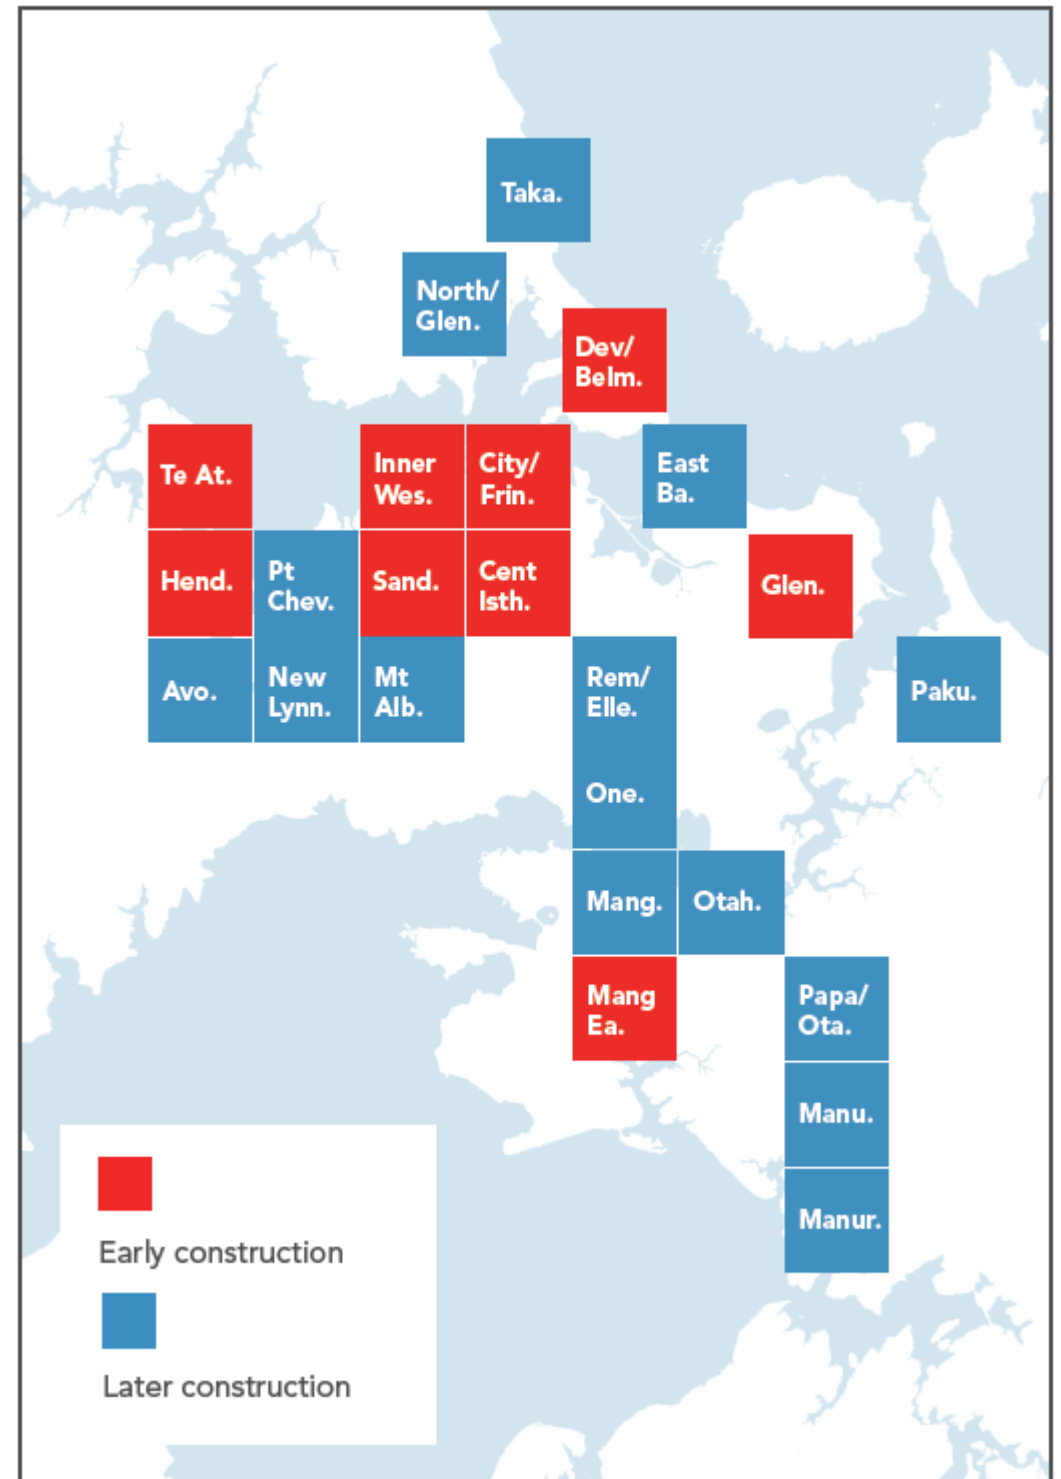 Taka.
North/
Glen.
Dev/
Belm.
Te At.
Inner
Wes.
City/
Frin.
East
Ba.
Hend.
Pt
Chev.
Sand.
Cent
Isth.
Glen.
Avo.
New
Lynn.
Mt
Alb.
Rem/
Elle.
Paku.
One.
Mang.
Otah.
Mang
Ea.
Papa/
Ota.
Manu.
Manur.
Early construction
Later construction